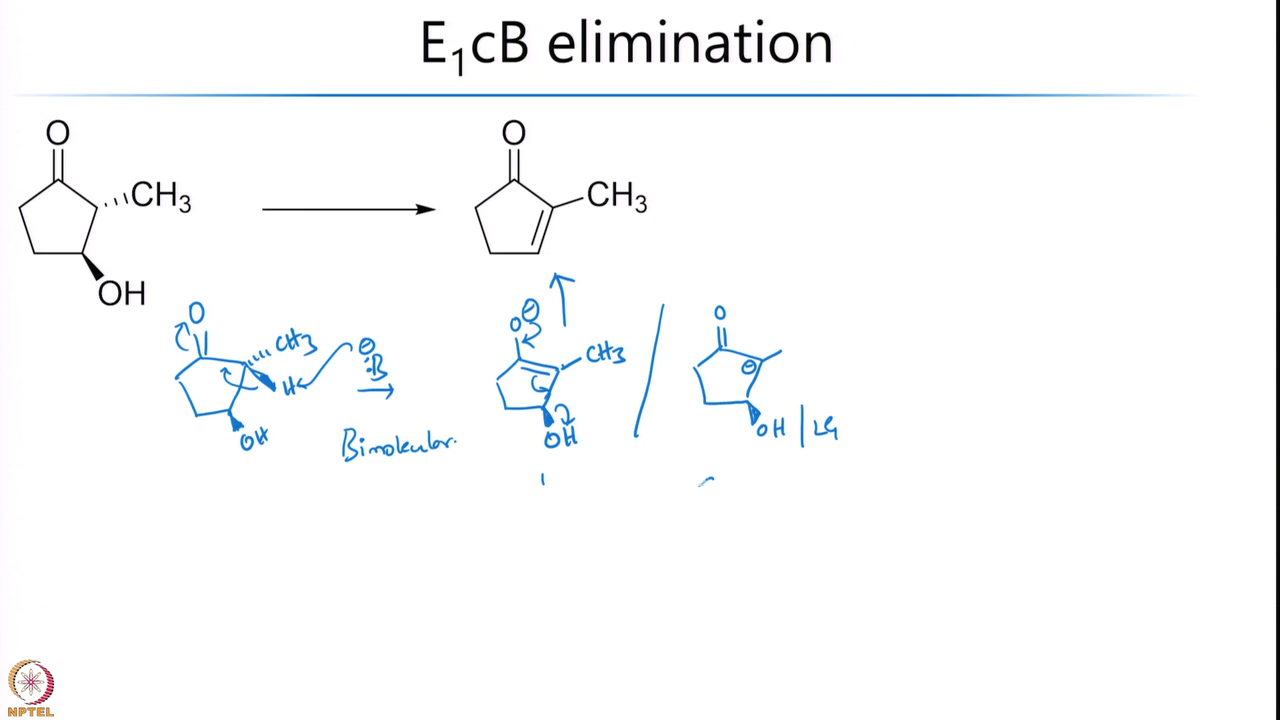 E₁cB elimination
O
CH₃
OH
O
CH₃
O
CH3
H
⊖
:B
OH
Bimolecular.
O⊖
CH3
OH
O
⊖
OH | LG
NPTEL